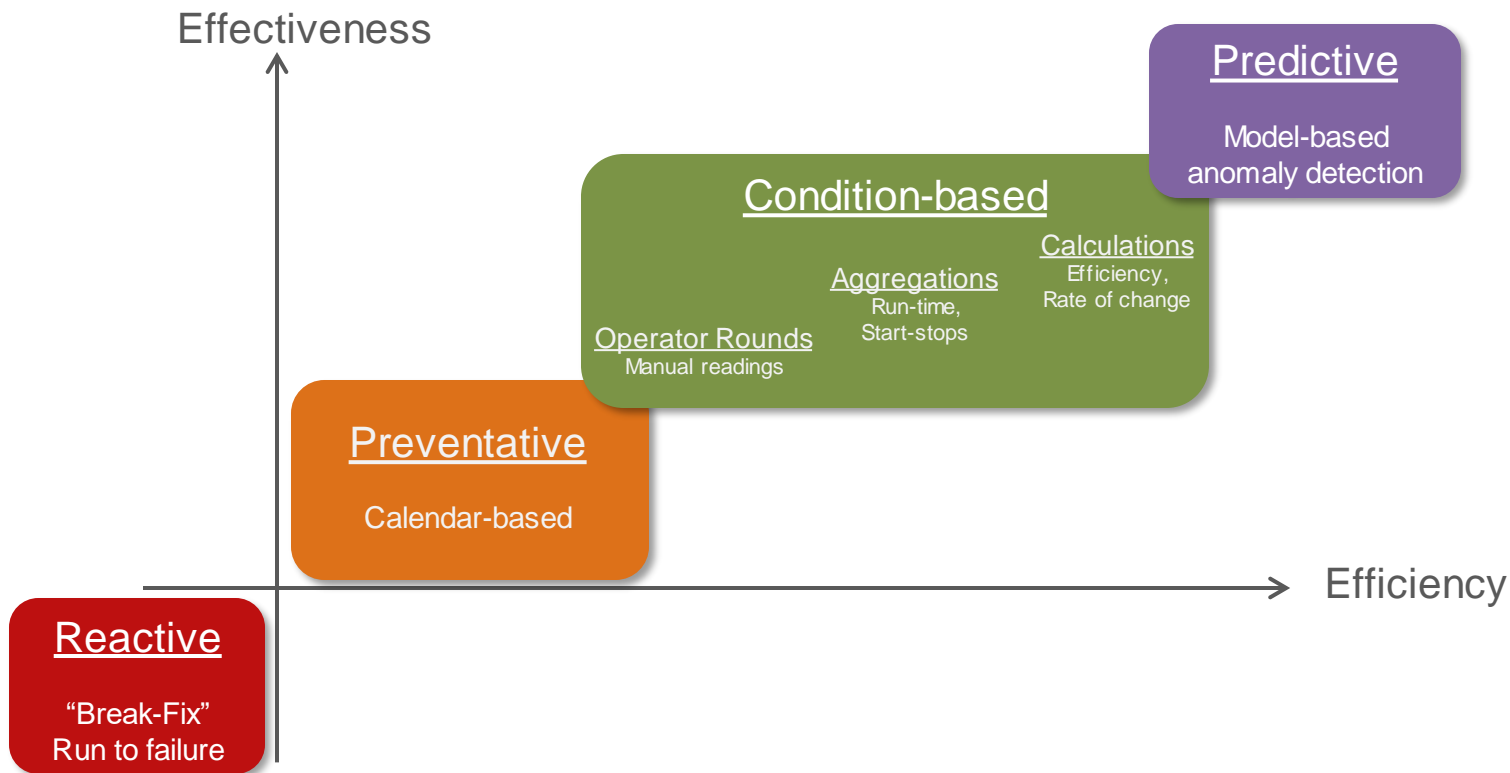 Effectiveness
Predictive
Model-based
anomaly detection
Condition-based
Calculations
Efficiency,
Rate of change
Aggregations
Run-time,
Start-stops
Operator Rounds
Manual readings
Preventative
Calendar-based
Efficiency
Reactive
“Break-Fix”
Run to failure